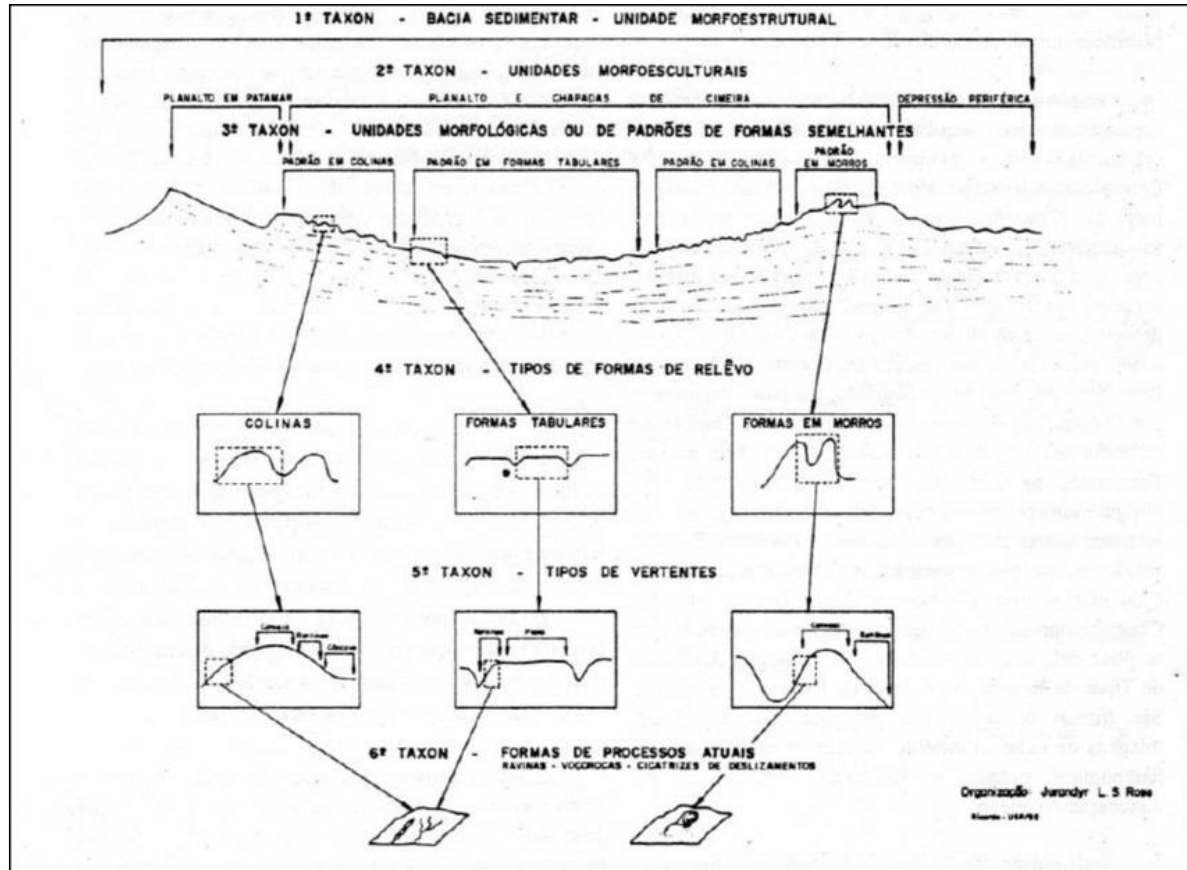 1º TAXON - BACIA SEDIMENTAR - UNIDADE MORFOESTRUTURAL
2º TAXON - UNIDADES MORFOESCULTURAIS
PLANALTO EM PATAMAR PLANALTO E CHAPADAS DE CIMEIRA DEPRESSÃO PERIFÉRICA
3º TAXON - UNIDADES MORFOLÓGICAS OU DE PADRÕES DE FORMAS SEMELHANTES
PADRÃO EM COLINAS PADRÃO EM FORMAS TABULARES PADRÃO EM COLINAS PADRÃO EM MORROS
4º TAXON - TIPOS DE FORMAS DE RELÊVO
COLINAS FORMAS TABULARES FORMAS EM MORROS
5º TAXON - TIPOS DE VERTENTES
6º TAXON - FORMAS DE PROCESSOS ATUAIS
RAVINAS - VOÇOROCAS - CICATRIZES DE DESLIZAMENTOS
Organização- Jurandyr L. S Ross